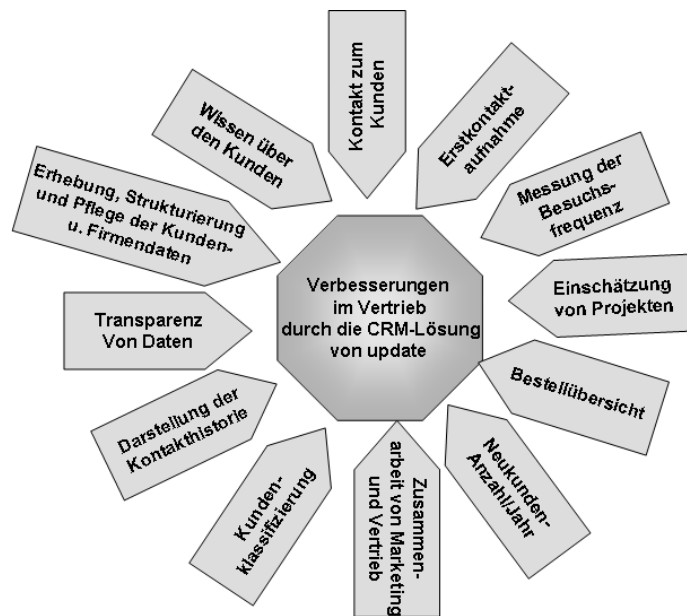 Kontakt zum
Kunden
Erstkontakt-
aufnahme
Messung der
Besuchs-
frequenz
Einschätzung
von Projekten
Bestellübersicht
Neukunden-
Anzahl/Jahr
Zusammen-
arbeit von Marketing
und Vertrieb
Kunden-
klassifizierung
Darstellung der
Kontakthistorie
Transparenz
Von Daten
Erhebung, Strukturierung
und Pflege der Kunden-
u. Firmendaten
Wissen über
den Kunden
Verbesserungen
im Vertrieb
durch die CRM-Lösung
von update